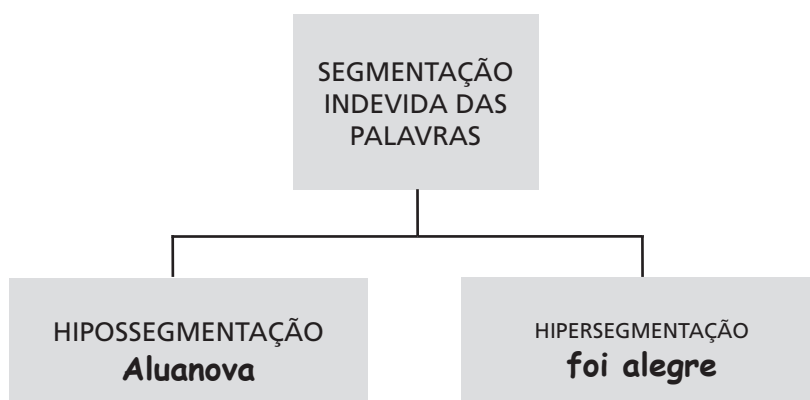 SEGMENTAÇÃO
INDEVIDA DAS
PALAVRAS
HIPOSSEGMENTAÇÃO
Aluanova
HIPERSEGMENTAÇÃO
foi alegre